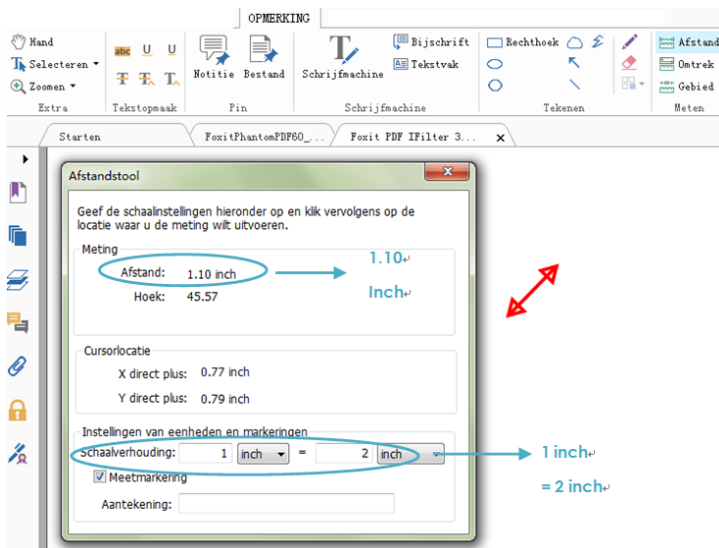 OPMERKING
Hand
Selecteren
Zoomen
Extra
abc U U
T T T
Tekstopmaak
Notitie Bestand
Pin
Schrijfmachine
Bijschrift
Tekstvak
Schrijfmachine
Rechthoek
Tekenen
Afstand
Omtrek
Gebied
Meten
Starten
FoxitPhantomPDF60_...
Foxit PDF IFilter 3...
Afstandstool
Geef de schaalinstellingen hieronder op en klik vervolgens op de
locatie waar u de meting wilt uitvoeren.
Meting
Afstand: 1.10 inch
Hoek: 45.57
1.10
Inch
Cursorlocatie
X direct plus: 0.77 inch
Y direct plus: 0.79 inch
Instellingen van eenheden en markeringen
Schaalverhouding: 1 inch = 2 inch
Meetmarkering
Aantekening:
1 inch
= 2 inch